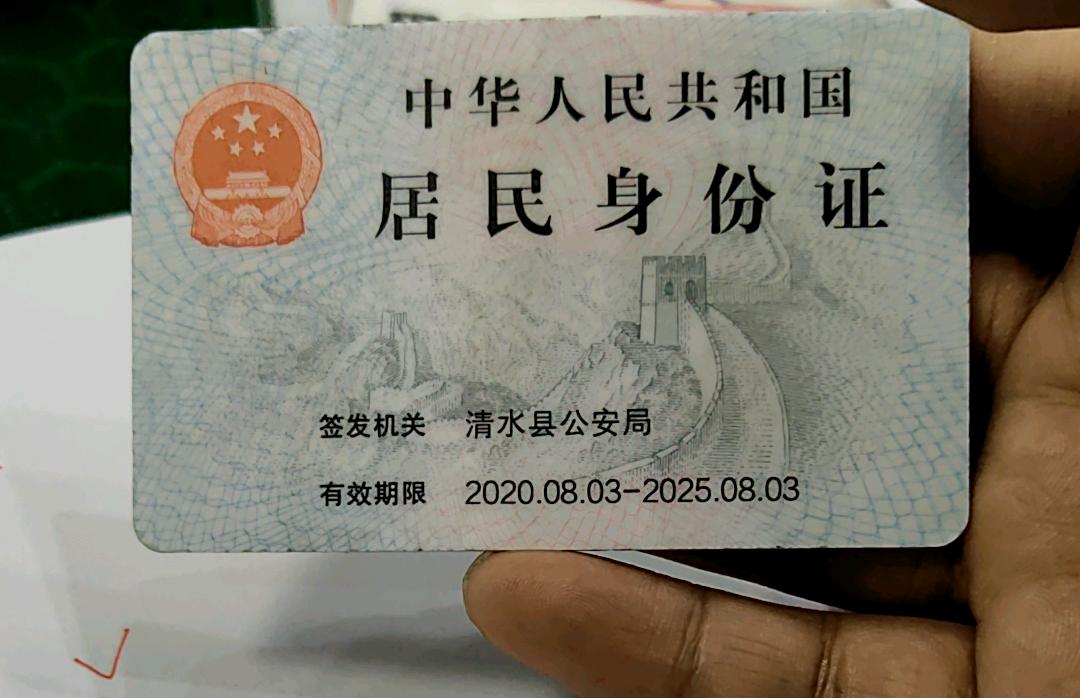 中华人民共和国
居民身份证
签发机关 清水县公安局
有效期限 2020.08.03-2025.08.03